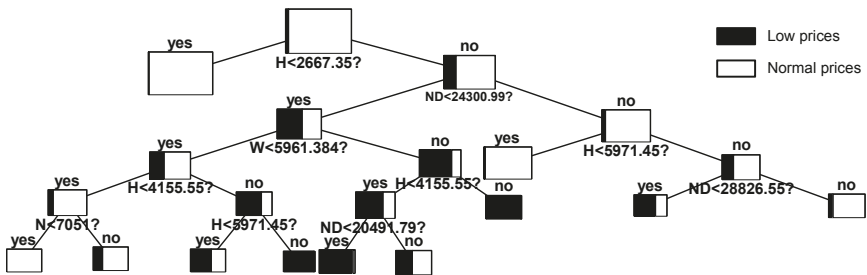 yes
H<2667.35?
no
Low prices
Normal prices
yes
ND<24300.99?
no
yes
W<5961.384?
no
yes
H<5971.45?
no
yes
H<4155.55?
no
yes
H<4155.55?
no
yes
ND<28826.55?
no
yes
N<7051?
no
yes
H<5971.45?
no
yes
ND<20491.79?
no